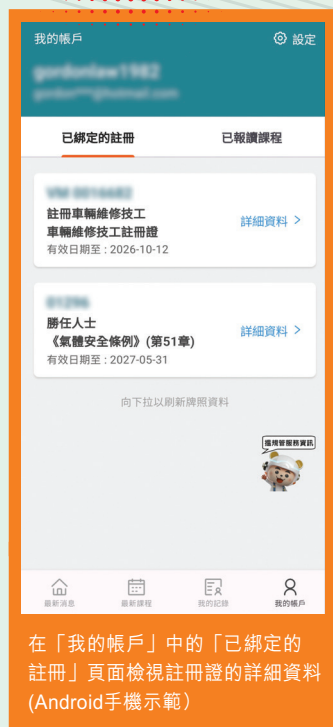 我的帳戶
設定
已綁定的註冊
已報讀課程
註冊車輛維修技工
車輛維修技工註冊證
有效日期至 : 2026-10-12
詳細資料 >
勝任人士
《氣體安全條例》(第51章)
有效日期至 : 2027-05-31
詳細資料 >
向下拉以刷新牌照資料
進規管服務資訊
最新消息
最新課程
我的記錄
我的帳戶
在「我的帳戶」中的「已綁定的
註冊」頁面檢視註冊證的詳細資料
(Android手機示範)